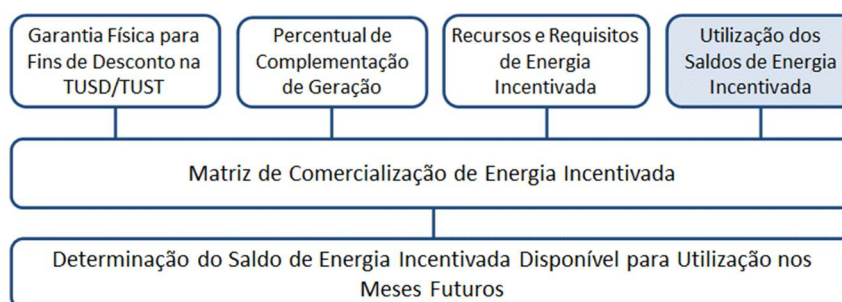 Garantia Física para
Fins de Desconto na
TUSD/TUST
Percentual de
Complementação
de Geração
Recursos e Requisitos
de Energia
Incentivada
Utilização dos
Saldos de Energia
Incentivada
Matriz de Comercialização de Energia Incentivada
Determinação do Saldo de Energia Incentivada Disponível para Utilização nos
Meses Futuros